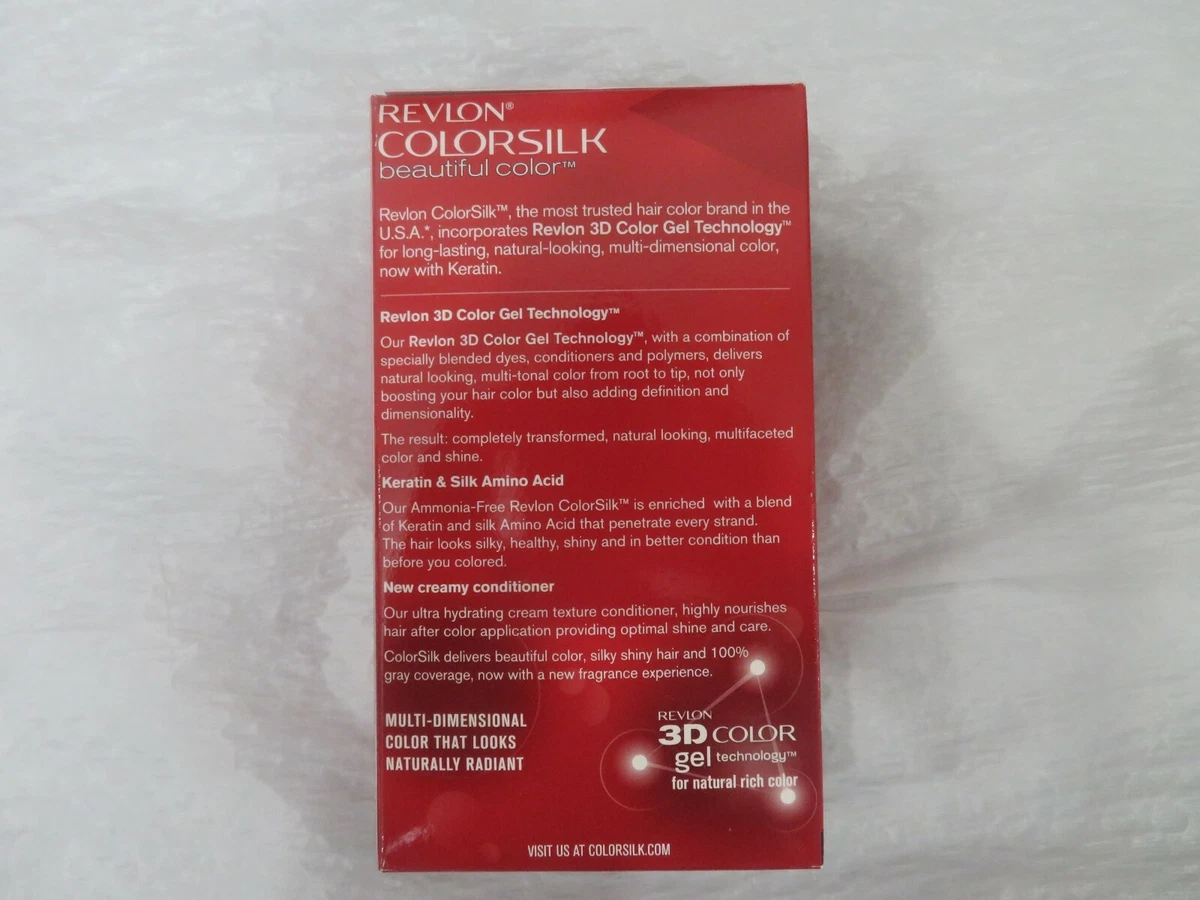 REVLON®
COLORSILK
beautiful color™
Revlon ColorSilk™, the most trusted hair color brand in the
U.S.A.*, incorporates Revlon 3D Color Gel Technology™
for long-lasting, natural-looking, multi-dimensional color,
now with Keratin.
Revlon 3D Color Gel Technology™
Our Revlon 3D Color Gel Technology™, with a combination of
specially blended dyes, conditioners and polymers, delivers
natural looking, multi-tonal color from root to tip, not only
boosting your hair color but also adding definition and
dimensionality.
The result: completely transformed, natural looking, multifaceted
color and shine.
Keratin & Silk Amino Acid
Our Ammonia-Free Revlon ColorSilk™ is enriched with a blend
of Keratin and silk Amino Acid that penetrate every strand.
The hair looks silky, healthy, shiny and in better condition than
before you colored.
New creamy conditioner
Our ultra hydrating cream texture conditioner, highly nourishes
hair after color application providing optimal shine and care.
ColorSilk delivers beautiful color, silky shiny hair and 100%
gray coverage, now with a new fragrance experience.
MULTI-DIMENSIONAL
COLOR THAT LOOKS
NATURALLY RADIANT
REVLON
3D COLOR
gel technology™
for natural rich color
VISIT US AT COLORSILK.COM